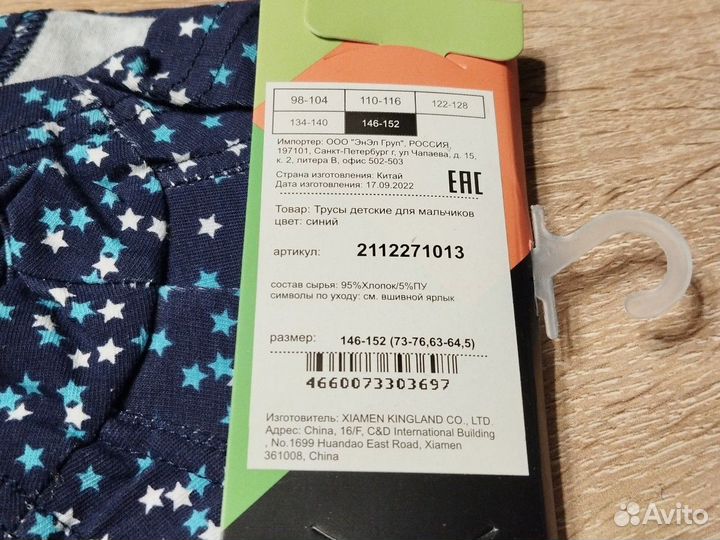 98-104 110-116 122-128
134-140 146-152
Импортер: ООО "ЭнЭл Груп", РОССИЯ,
197101, Санкт-Петербург г, ул Чапаева, д. 15,
к. 2, литера В, офис 502-503
Страна изготовления: Китай
Дата изготовления: 17.09.2022
EAC
Товар: Трусы детские для мальчиков
цвет: синий
артикул: 2112271013
состав сырья: 95%Хлопок/5%ПУ
символы по уходу: см. вшивной ярлык
размер: 146-152 (73-76,63-64,5)
4660073303697
Изготовитель: XIAMEN KINGLAND CO., LTD.
Адрес: China, 16/F, C&D International Building
, No.1699 Huandao East Road, Xiamen
361008, China
Avito